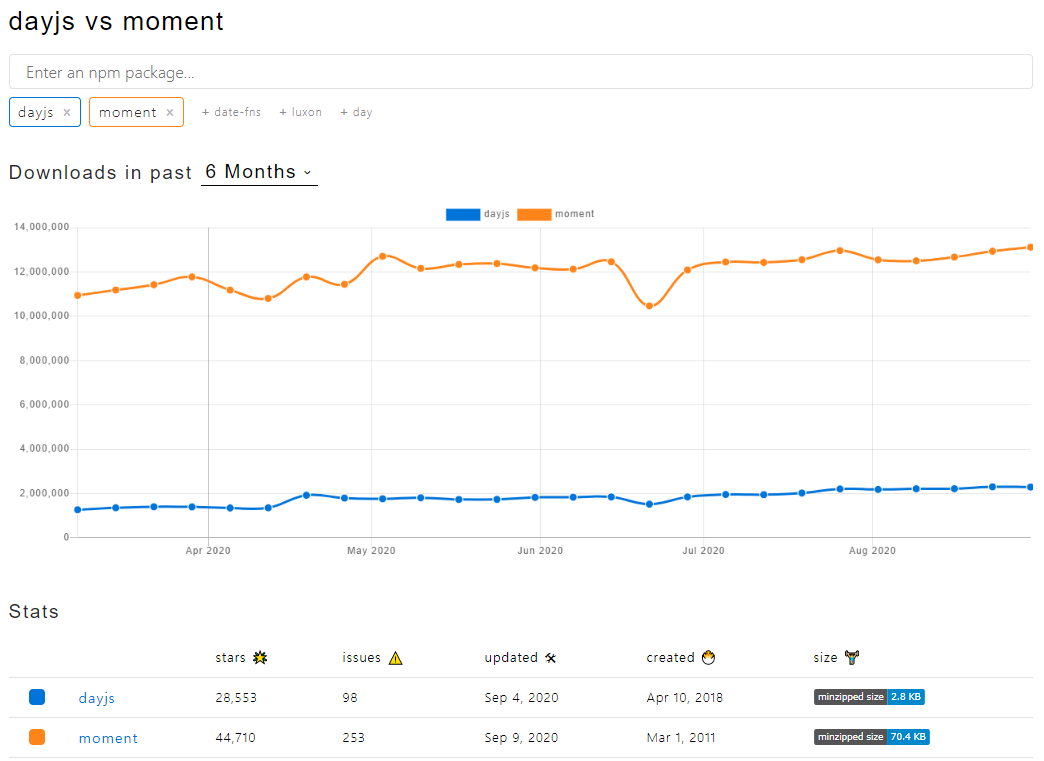 dayjs vs moment
Enter an npm package...
dayjs × moment × + date-fns + luxon + day
Downloads in past 6 Months
dayjs moment
14,000,000
12,000,000
10,000,000
8,000,000
6,000,000
4,000,000
2,000,000
0
Apr 2020 May 2020 Jun 2020 Jul 2020 Aug 2020
Stats
stars issues updated created size
dayjs 28,553 98 Sep 4, 2020 Apr 10, 2018 minzipped size 2.8 KB
moment 44,710 253 Sep 9, 2020 Mar 1, 2011 minzipped size 70.4 KB